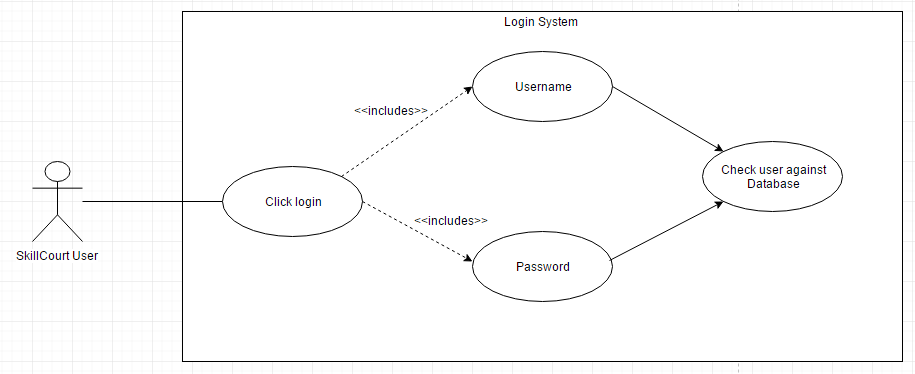 Login System
Username
<<includes>>
Check user against
Database
Click login
<<includes>>
SkillCourt User
Password